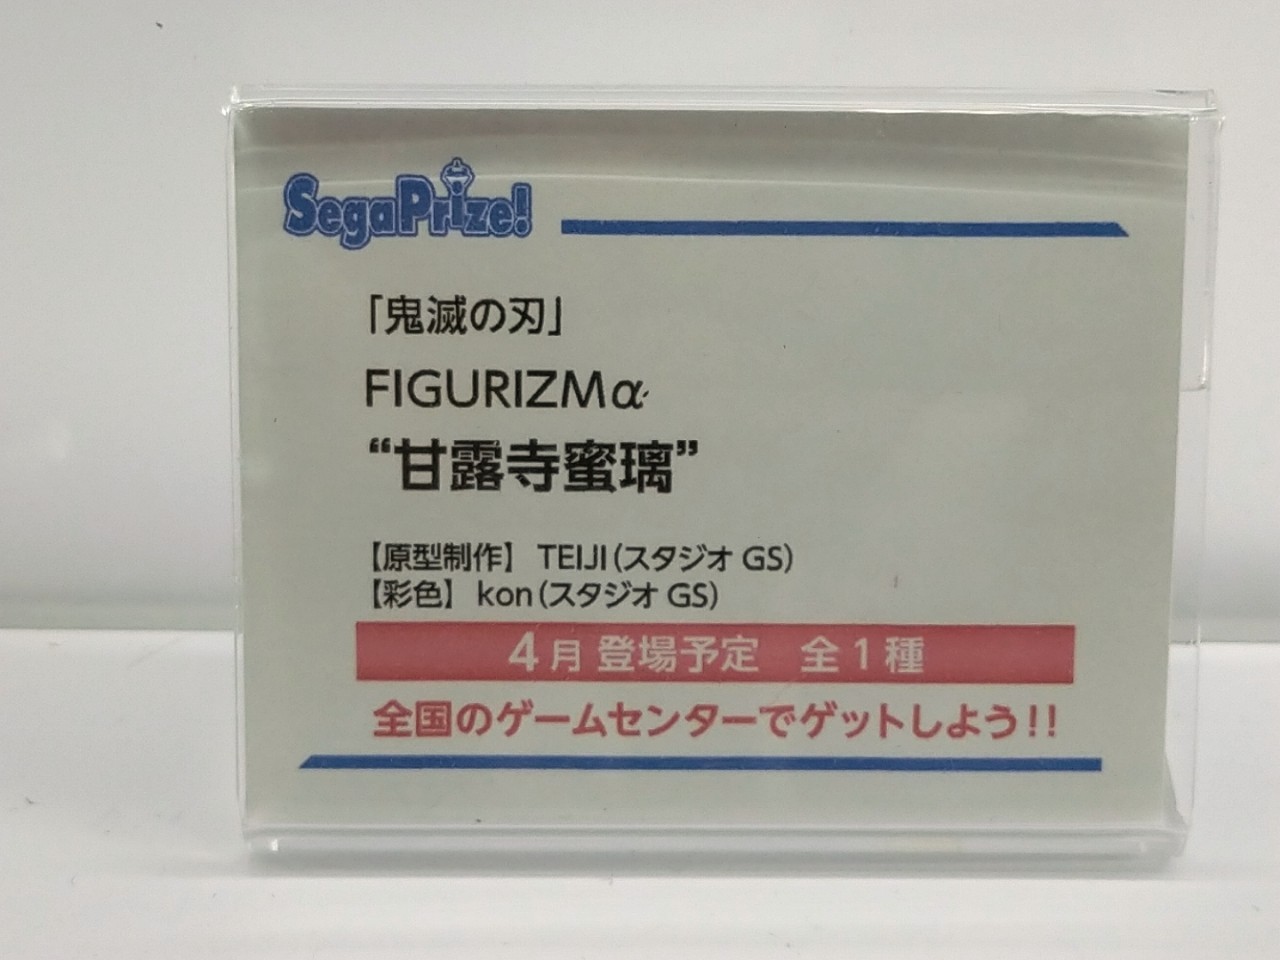 SegaPrize!
「鬼滅の刃」
FIGURIZMα
“甘露寺蜜璃”
【原型制作】 TEIJI(スタジオ GS)
【彩色】 kon(スタジオ GS)
4月 登場予定 全1種
全国のゲームセンターでゲットしよう!!